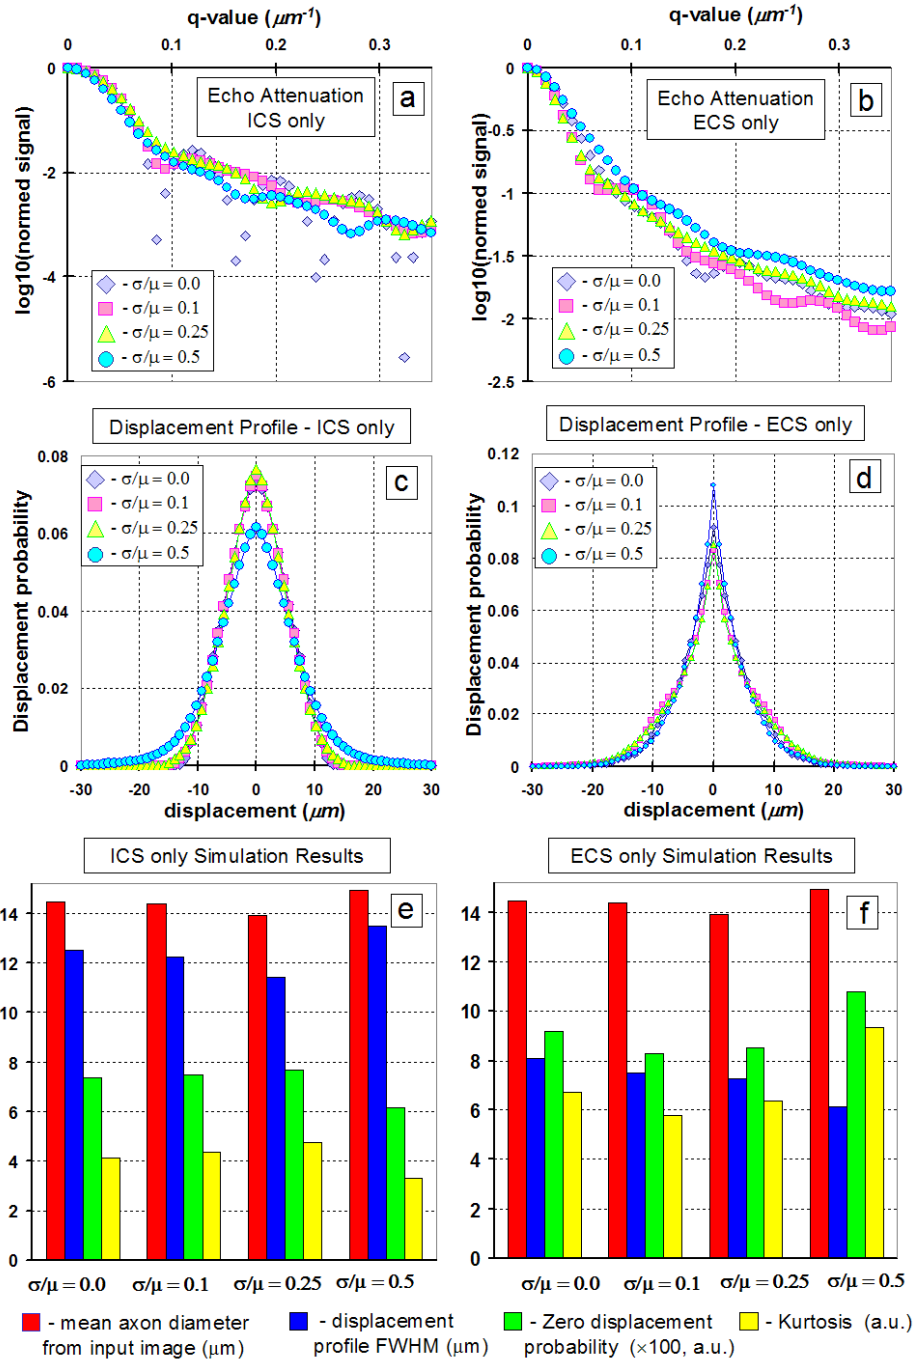 q-value (μm-1)
0 0.1 0.2 0.3
0
-2
-4
-6
log10(normed signal)
Echo Attenuation
ICS only
a
- σ/μ = 0.0
- σ/μ = 0.1
- σ/μ = 0.25
- σ/μ = 0.5
q-value (μm-1)
0 0.1 0.2 0.3
0
-0.5
-1
-1.5
-2
-2.5
log10(normed signal)
Echo Attenuation
ECS only
b
- σ/μ = 0.0
- σ/μ = 0.1
- σ/μ = 0.25
- σ/μ = 0.5
Displacement Profile - ICS only
0.08
0.06
0.04
0.02
0
Displacement probability
- σ/μ = 0.0
- σ/μ = 0.1
- σ/μ = 0.25
- σ/μ = 0.5
c
-30 -20 -10 0 10 20 30
displacement (μm)
Displacement Profile - ECS only
0.12
0.1
0.08
0.06
0.04
0.02
0
Displacement probability
- σ/μ = 0.0
- σ/μ = 0.1
- σ/μ = 0.25
- σ/μ = 0.5
d
-30 -20 -10 0 10 20 30
displacement (μm)
ICS only Simulation Results
e
14
12
10
8
6
4
2
0
σ/μ = 0.0 σ/μ = 0.1 σ/μ = 0.25 σ/μ = 0.5
ECS only Simulation Results
f
14
12
10
8
6
4
2
0
σ/μ = 0.0 σ/μ = 0.1 σ/μ = 0.25 σ/μ = 0.5
- mean axon diameter
from input image (μm)
- displacement
profile FWHM (μm)
- Zero displacement
probability (×100, a.u.)
- Kurtosis (a.u.)